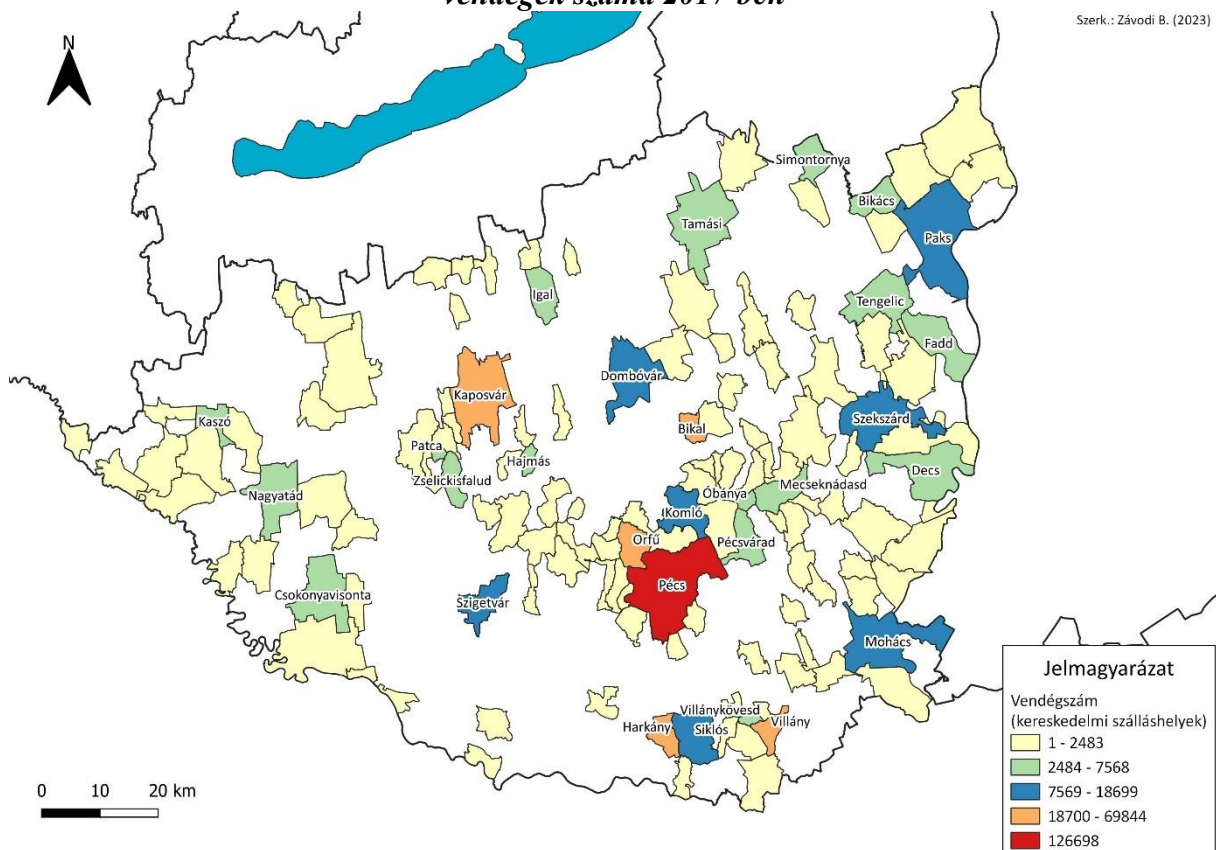 Vendégek száma 2017-ben
Szerk.: Závodi B. (2023)
N
Simontornya
Bikács
Tamási
Paks
Igal
Tengelic
Fadd
Dombóvár
Kaposvár
Kaszó
Bikal
Szekszárd
Patca
Hajmás
Zselickisfalud
Decs
Nagyatád
Óbánya
Mecseknádasd
Komló
Orfű
Pécsvárad
Pécs
Csokonyavisonta
Szigetvár
Mohács
Villánykövesd
Harkány
Siklós
Villány
0 10 20 km
Jelmagyarázat
Vendégszám
(kereskedelmi szálláshelyek)
1 - 2483
2484 - 7568
7569 - 18699
18700 - 69844
126698